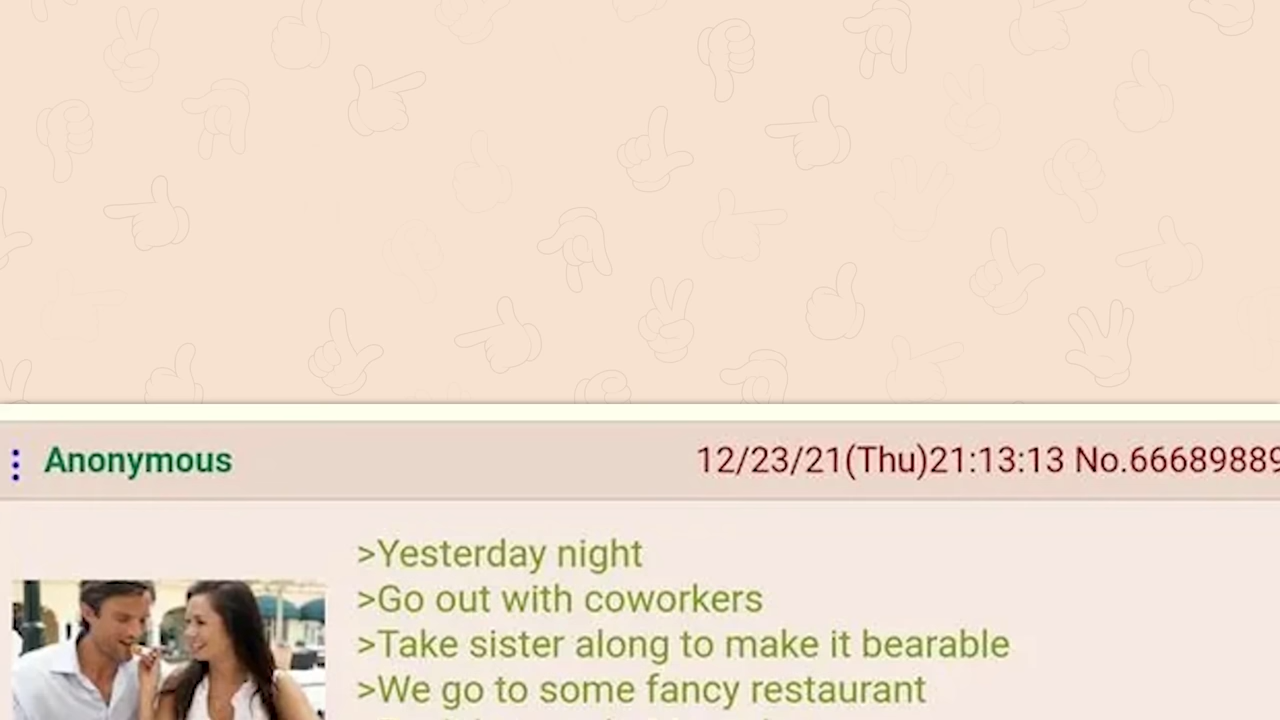 Anonymous 12/23/21(Thu)21:13:13 No.66689889
>Yesterday night
>Go out with coworkers
>Take sister along to make it bearable
>We go to some fancy restaurant